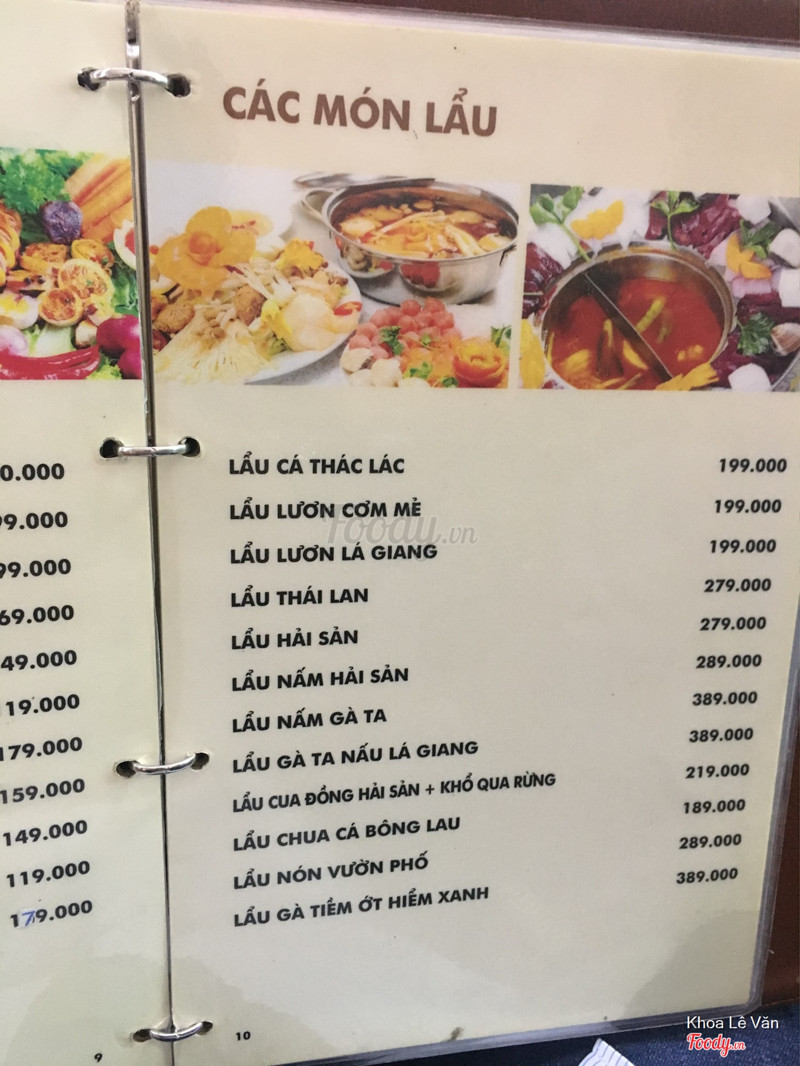 CÁC MÓN LẨU
0.000
99.000
99.000
69.000
49.000
119.000
179.000
159.000
149.000
119.000
179.000
9
LẨU CÁ THÁC LÁC 199.000
LẨU LƯƠN CƠM MẺ 199.000
LẨU LƯƠN LÁ GIANG 199.000
LẨU THÁI LAN 279.000
LẨU HẢI SẢN 279.000
LẨU NẤM HẢI SẢN 289.000
LẨU NẤM GÀ TA 389.000
LẨU GÀ TA NẤU LÁ GIANG 389.000
LẨU CUA ĐỒNG HẢI SẢN + KHỔ QUA RỪNG 219.000
LẨU CHUA CÁ BÔNG LAU 189.000
LẨU NÓN VƯỜN PHỐ 289.000
LẨU GÀ TIỀM ỚT HIỂM XANH 389.000
10
foody.vn
Khoa Lê Văn
Foody.vn